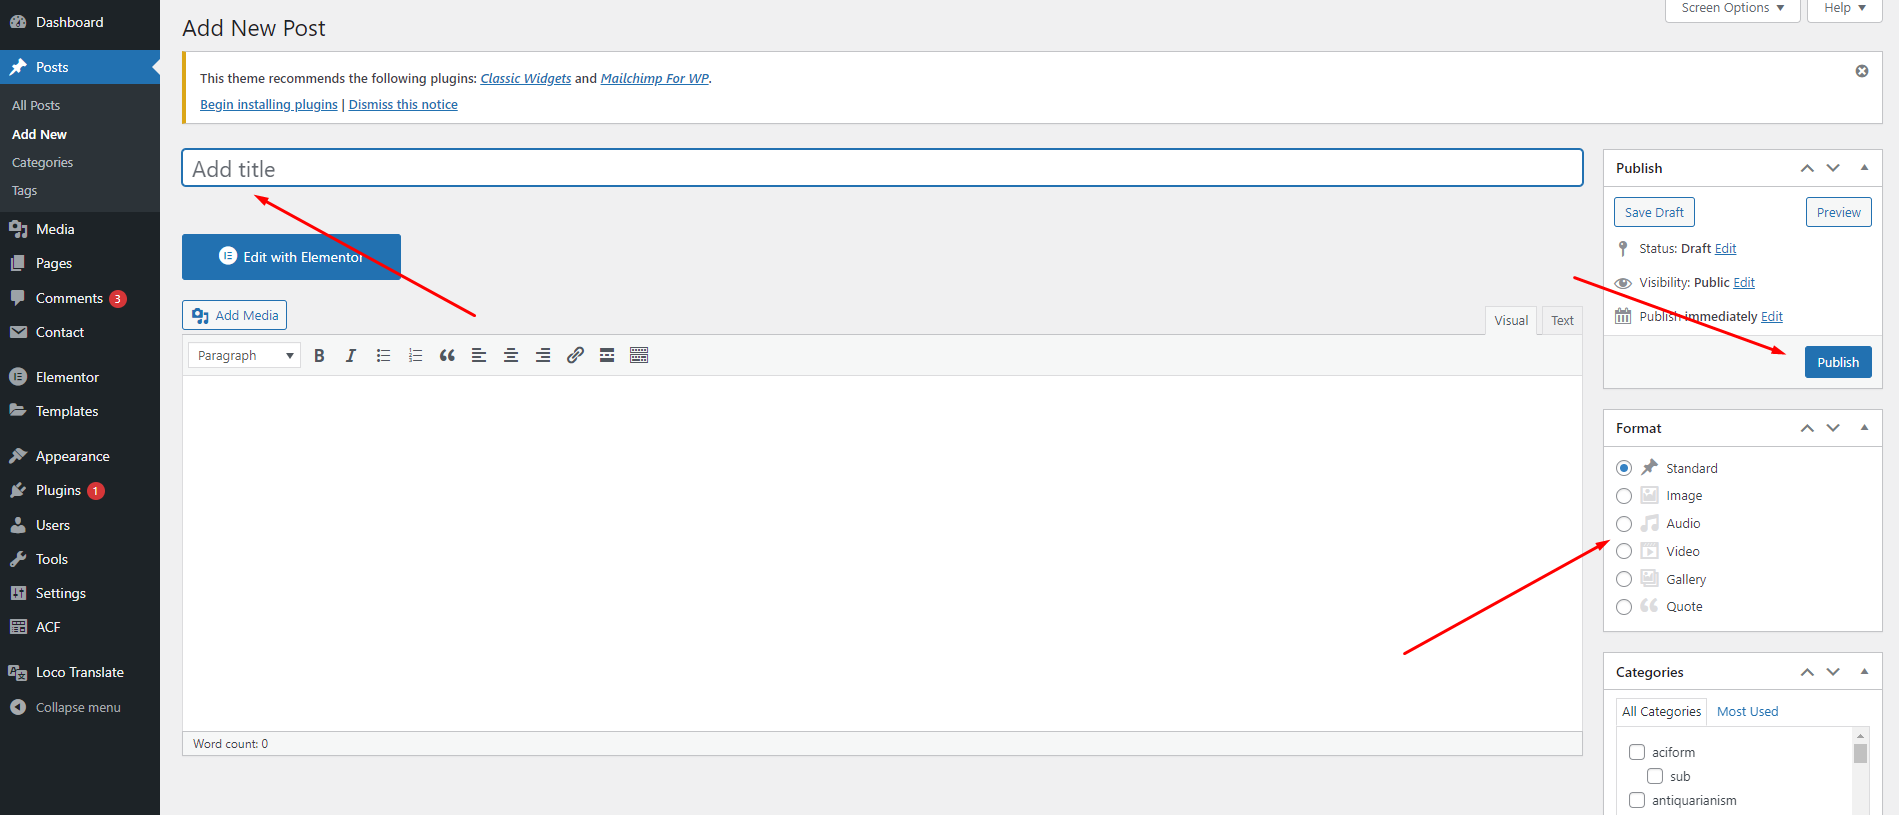 Dashboard
Posts
All Posts
Add New
Categories
Tags
Media
Pages
Comments 3
Contact
Elementor
Templates
Appearance
Plugins 1
Users
Tools
Settings
ACF
Loco Translate
Collapse menu
Screen Options
Help
Add New Post
This theme recommends the following plugins: Classic Widgets and Mailchimp For WP.
Begin installing plugins | Dismiss this notice
Add title
Edit with Elementor
Add Media
Visual
Text
Paragraph
B I
Word count: 0
Publish
Save Draft
Preview
Status: Draft Edit
Visibility: Public Edit
Publish immediately Edit
Publish
Format
Standard
Image
Audio
Video
Gallery
Quote
Categories
All Categories
Most Used
aciform
sub
antiquarianism